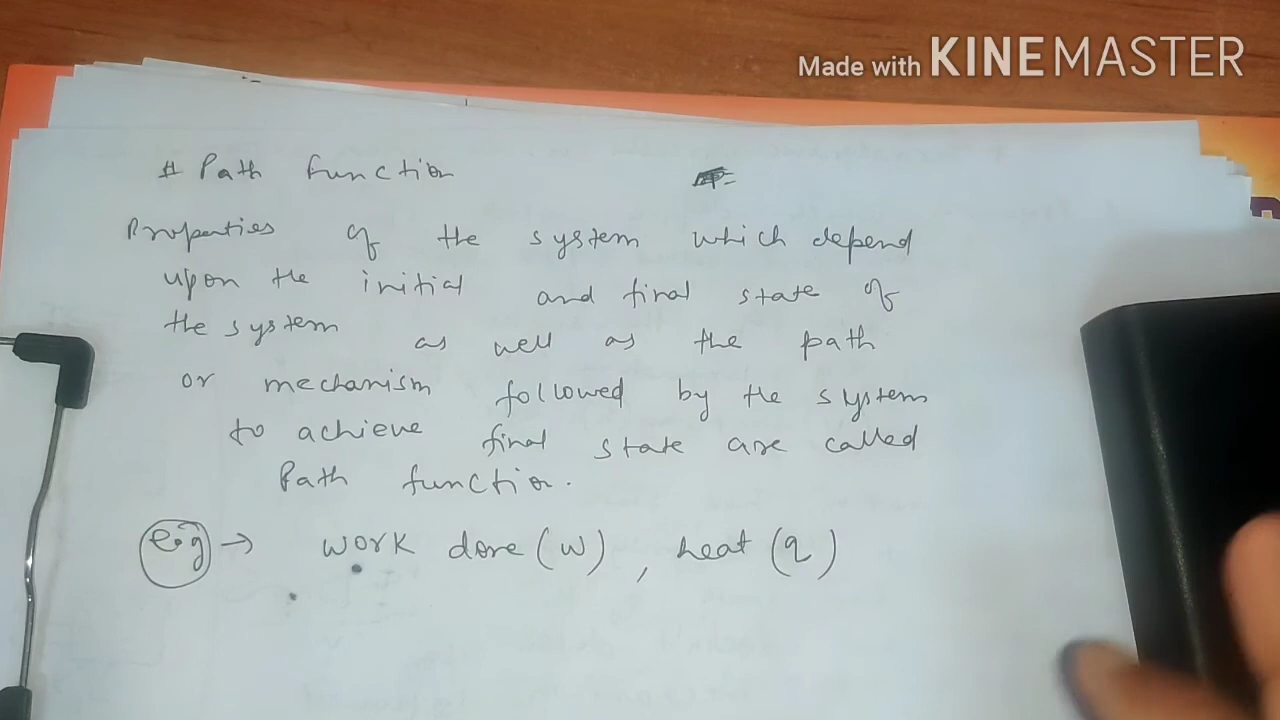 Made with KINEMASTER
# Path function
Properties of the system which depend
upon the initial and final state of
the system as well as the path
or mechanism followed by the system
to achieve final state are called
Path function.
e.g → work done (w), heat (q)